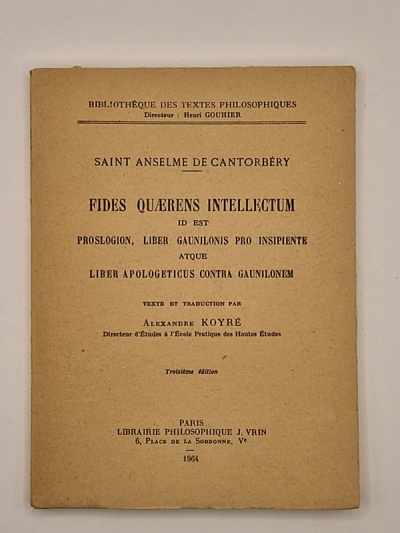 BIBLIOTHÈQUE DES TEXTES PHILOSOPHIQUES
Directeur : Henri GOUHIER
SAINT ANSELME DE CANTORBÉRY
FIDES QUÆRENS INTELLECTUM
ID EST
PROSLOGION, LIBER GAUNILONIS PRO INSIPIENTE
ATQUE
LIBER APOLOGETICUS CONTRA GAUNILONEM
TEXTE ET TRADUCTION PAR
ALEXANDRE KOYRÉ
Directeur d'Études à l'École Pratique des Hautes Études
Troisième édition
PARIS
LIBRAIRIE PHILOSOPHIQUE J. VRIN
6, PLACE DE LA SORBONNE, Ve
1964